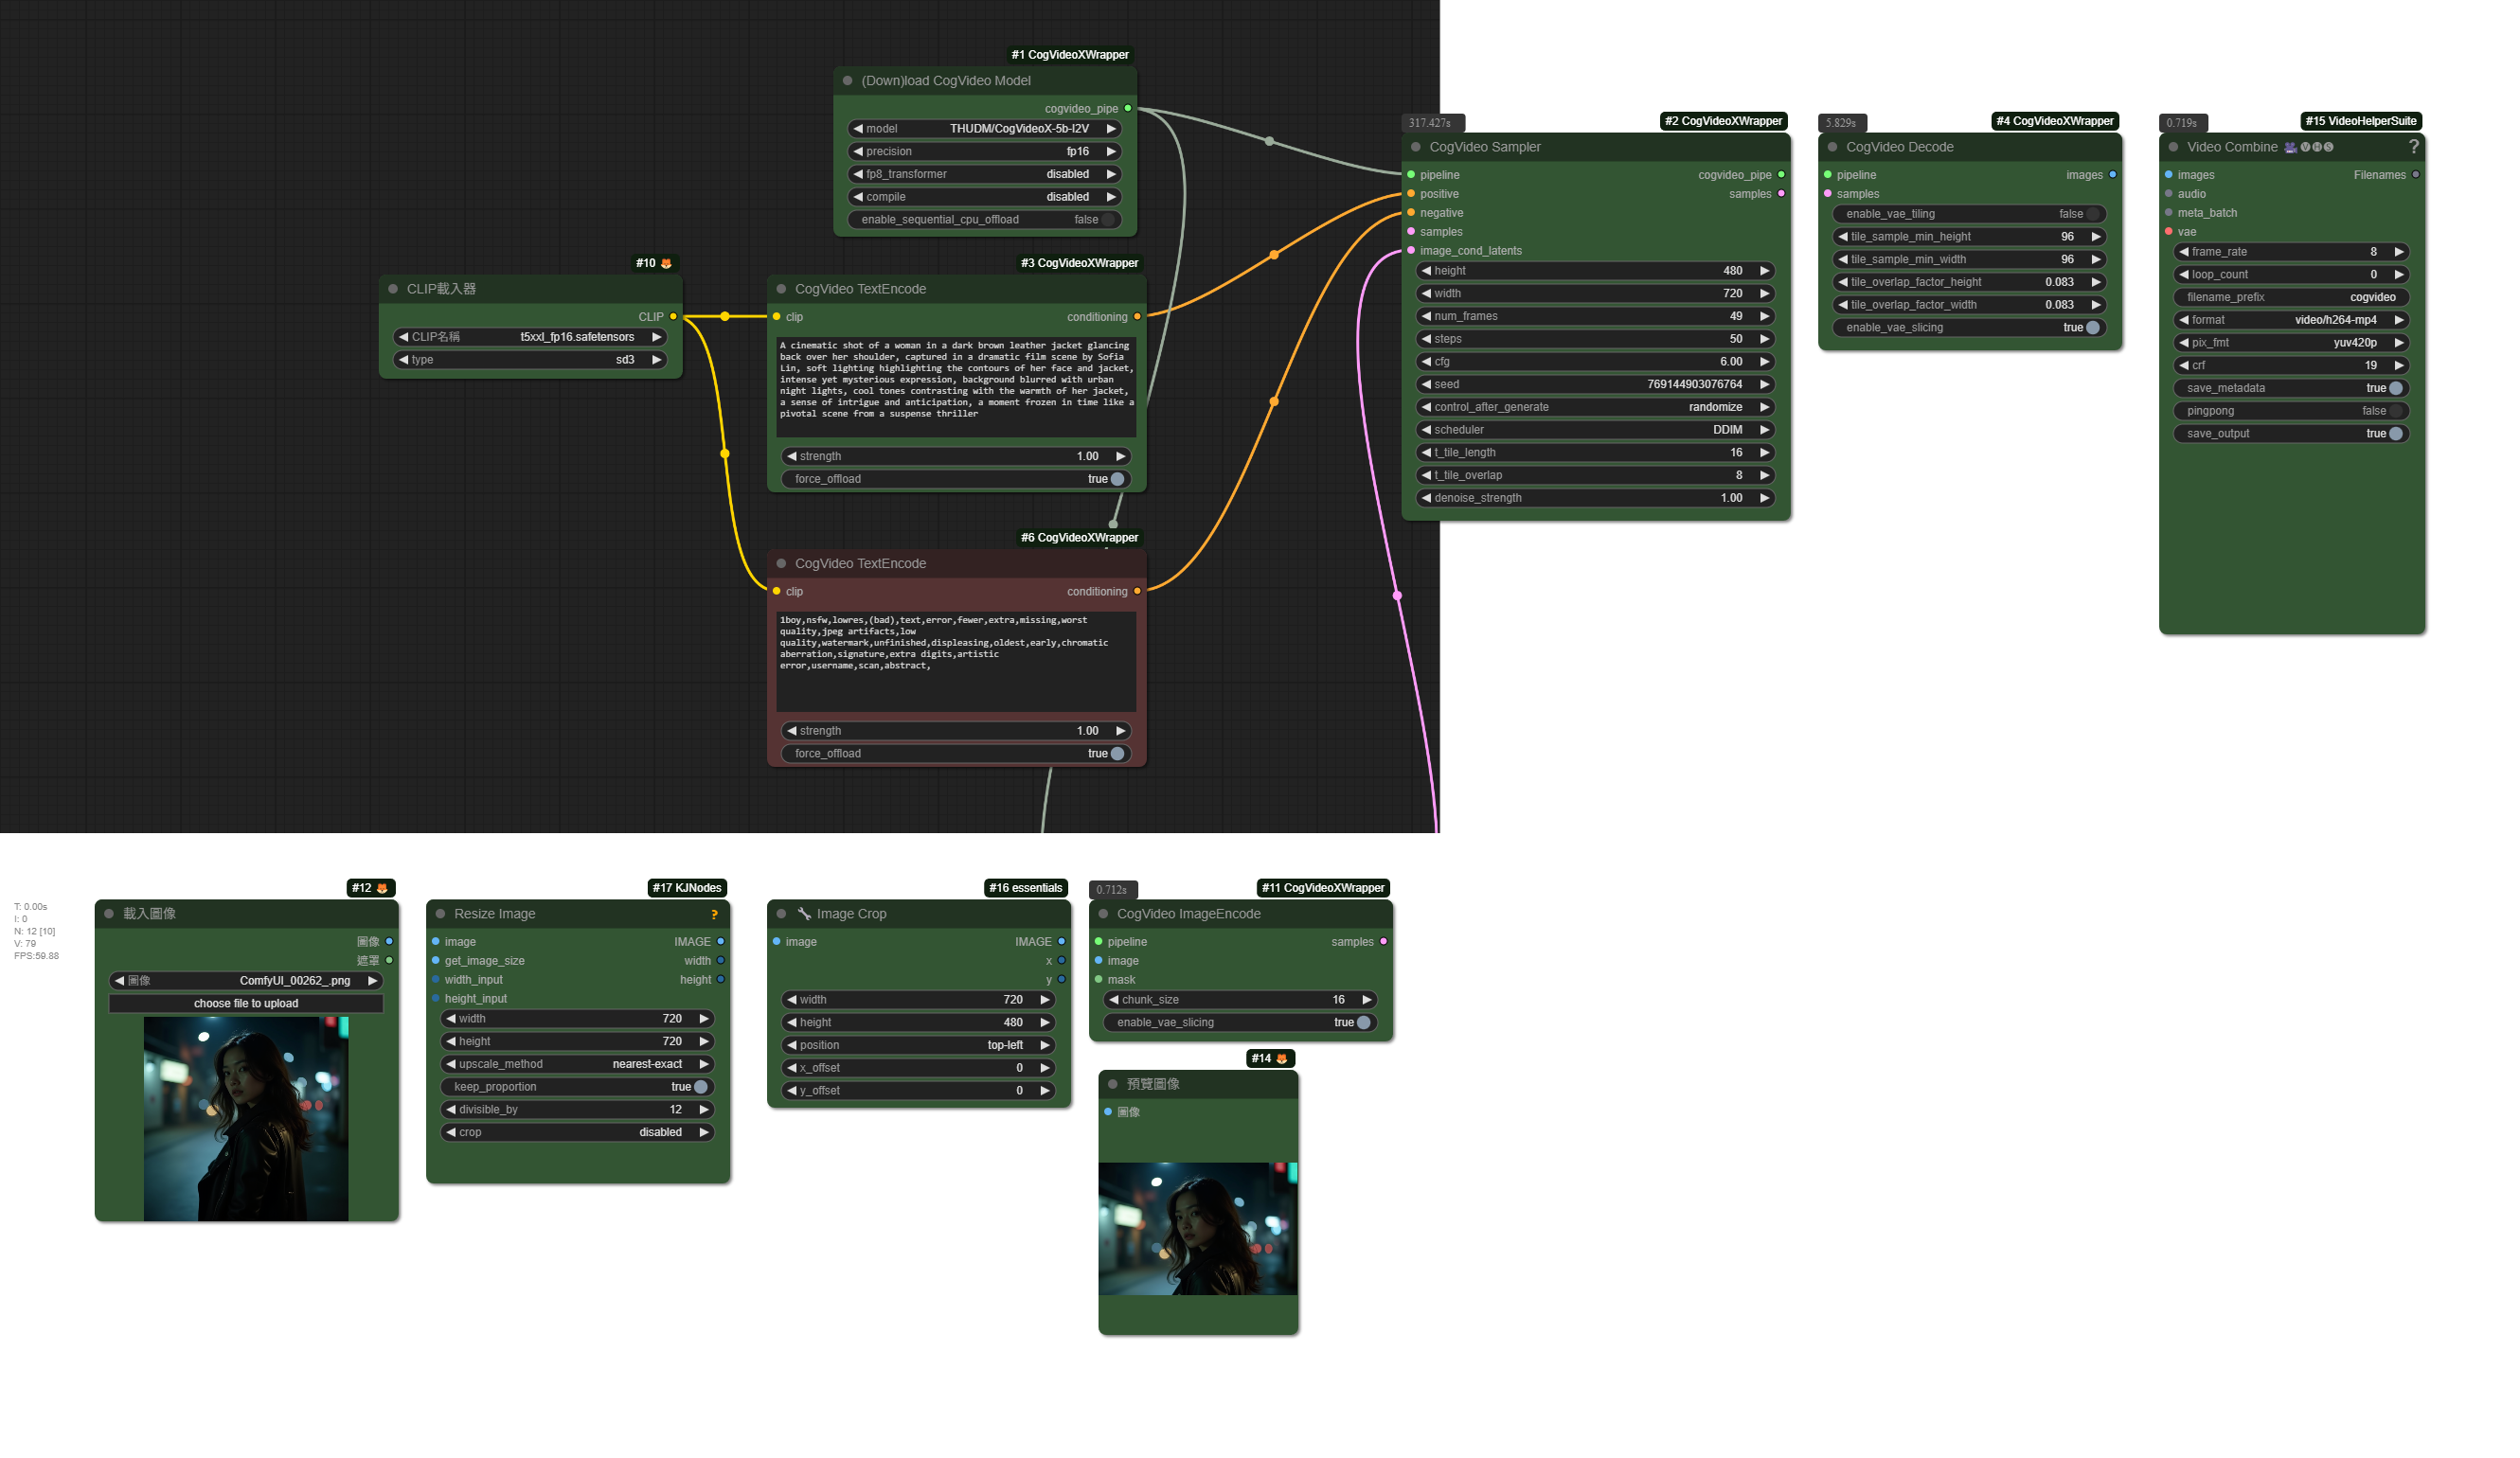 #1 CogVideoXWrapper
(Down)load CogVideo Model
cogvideo_pipe
model THUDM/CogVideoX-5b-I2V
precision fp16
fp8_transformer disabled
compile disabled
enable_sequential_cpu_offload false
#10
CLIP載入器
CLIP
CLIP名稱 t5xxl_fp16.safetensors
type sd3
#3 CogVideoXWrapper
CogVideo TextEncode
clip conditioning
A cinematic shot of a woman in a dark brown leather jacket glancing
back over her shoulder, captured in a dramatic film scene by Sofia
Lin, soft lighting highlighting the contours of her face and jacket,
intense yet mysterious expression, background blurred with urban
night lights, cool tones contrasting with the warmth of her jacket,
a sense of intrigue and anticipation, a moment frozen in time like a
pivotal scene from a suspense thriller
strength 1.00
force_offload true
#6 CogVideoXWrapper
CogVideo TextEncode
clip conditioning
1boy,nsfw,lowres,(bad),text,error,fewer,extra,missing,worst
quality,jpeg artifacts,low
quality,watermark,unfinished,displeasing,oldest,early,chromatic
aberration,signature,extra digits,artistic
error,username,scan,abstract,
strength 1.00
force_offload true
317.427s
#2 CogVideoXWrapper
CogVideo Sampler
pipeline cogvideo_pipe
positive samples
negative
samples
image_cond_latents
height 480
width 720
num_frames 49
steps 50
cfg 6.00
seed 769144903076764
control_after_generate randomize
scheduler DDIM
t_tile_length 16
t_tile_overlap 8
denoise_strength 1.00
5.829s
#4 CogVideoXWrapper
CogVideo Decode
pipeline images
samples
enable_vae_tiling false
tile_sample_min_height 96
tile_sample_min_width 96
tile_overlap_factor_height 0.083
tile_overlap_factor_width 0.083
enable_vae_slicing true
0.719s
#15 VideoHelperSuite
Video Combine 🅥🅗🅢 ?
images Filenames
audio
meta_batch
vae
frame_rate 8
loop_count 0
filename_prefix cogvideo
format video/h264-mp4
pix_fmt yuv420p
crf 19
save_metadata true
pingpong false
save_output true
T: 0.00s
I: 0
N: 12 [10]
V: 79
FPS:59.88
#12
載入圖像
圖像
遮罩
圖像 ComfyUI_00262_.png
choose file to upload
#17 KJNodes
Resize Image ?
image IMAGE
get_image_size width
width_input height
height_input
width 720
height 720
upscale_method nearest-exact
keep_proportion true
divisible_by 12
crop disabled
#16 essentials
Image Crop
image IMAGE
x
y
width 720
height 480
position top-left
x_offset 0
y_offset 0
0.712s
#11 CogVideoXWrapper
CogVideo ImageEncode
pipeline samples
image
mask
chunk_size 16
enable_vae_slicing true
#14
預覽圖像
圖像